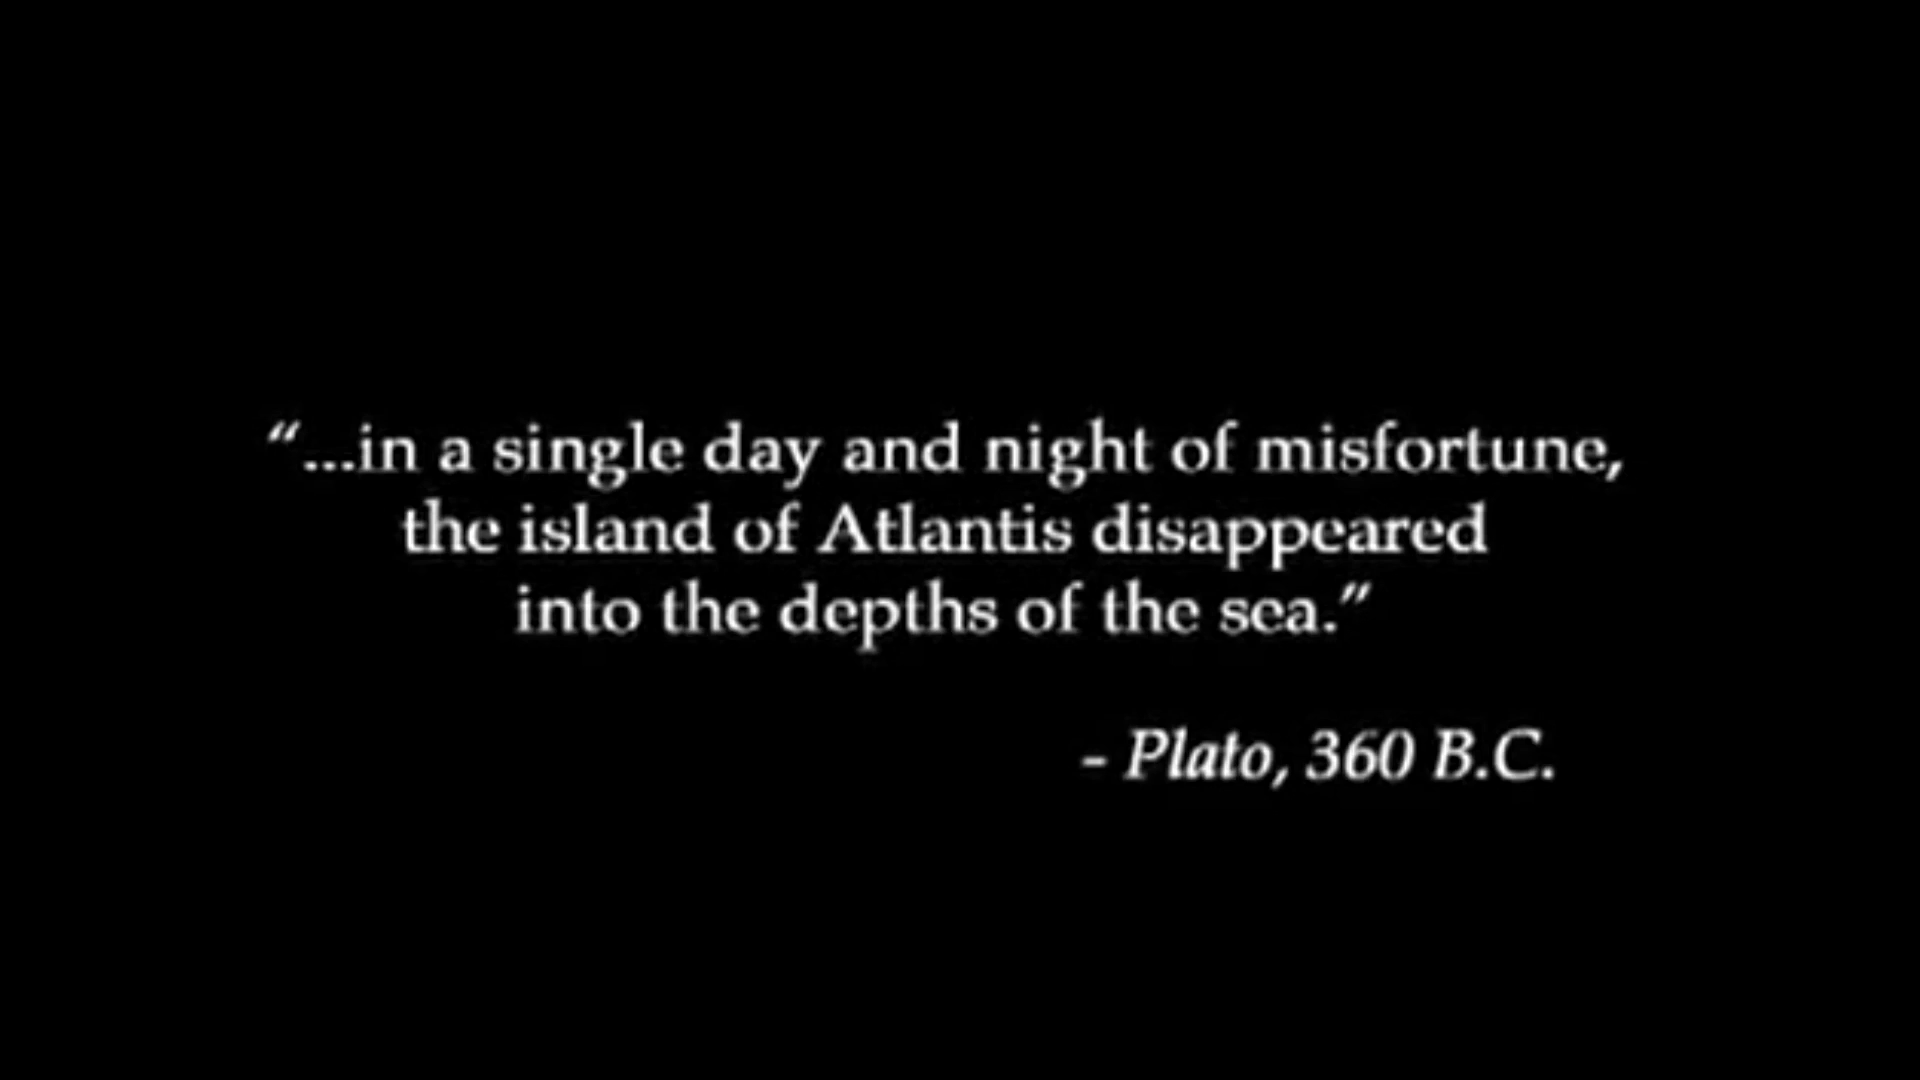 “...in a single day and night of misfortune,
the island of Atlantis disappeared
into the depths of the sea.”
- Plato, 360 B.C.